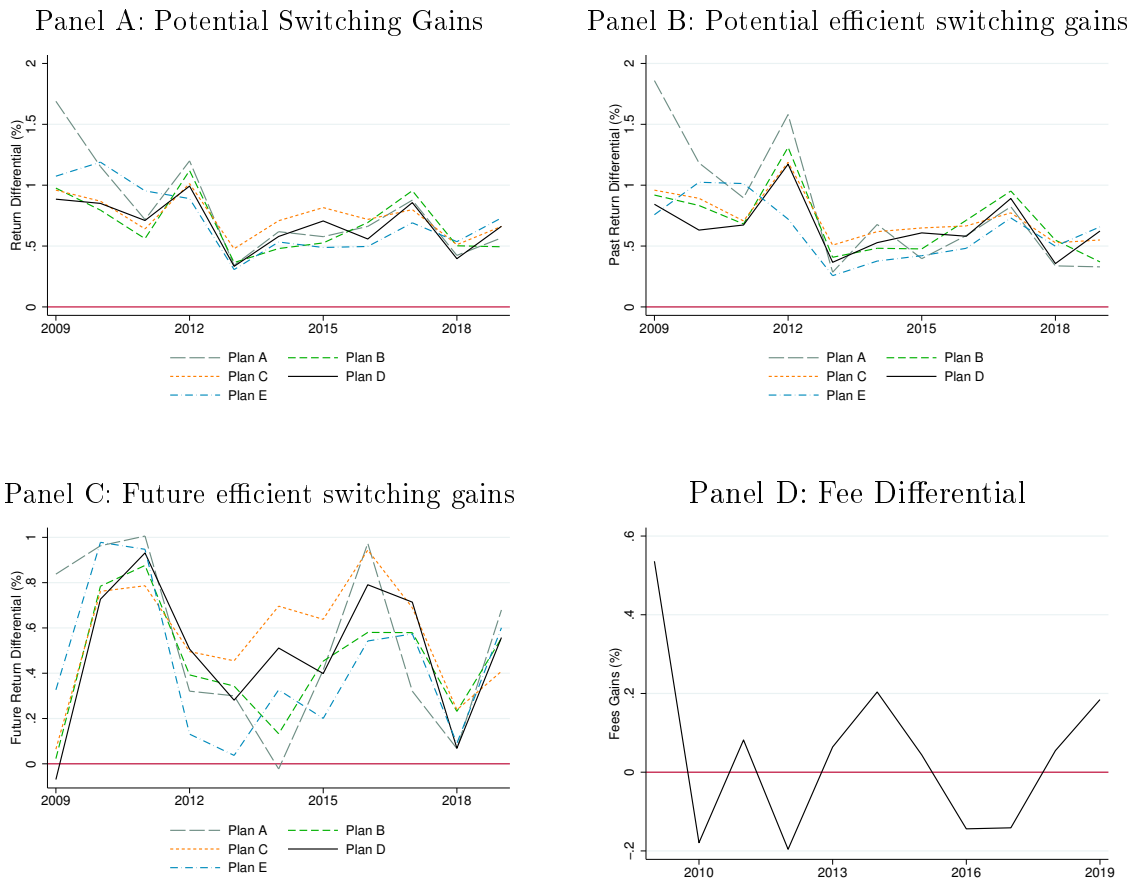 Panel A: Potential Switching Gains
Return Differential (%)
2
1.5
1
.5
0
2009 2012 2015 2018
Plan A Plan B
Plan C Plan D
Plan E
Panel B: Potential efficient switching gains
Past Return Differential (%)
2
1.5
1
.5
0
2009 2012 2015 2018
Plan A Plan B
Plan C Plan D
Plan E
Panel C: Future efficient switching gains
Future Return Differential (%)
1
.8
.6
.4
.2
0
2009 2012 2015 2018
Plan A Plan B
Plan C Plan D
Plan E
Panel D: Fee Differential
Fees Gains (%)
.6
.4
.2
0
-.2
2010 2013 2016 2019